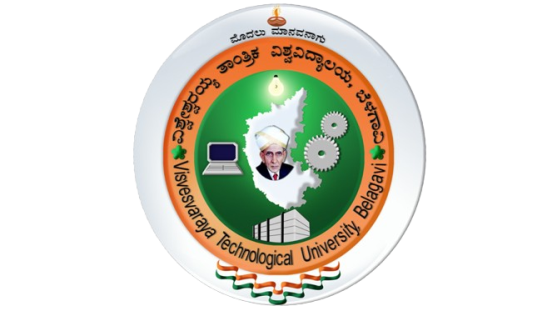 ಮೊದಲು ಮಾನವನಾಗು
ವಿಶ್ವೇಶ್ವರಯ್ಯ ತಾಂತ್ರಿಕ ವಿಶ್ವವಿದ್ಯಾಲಯ, ಬೆಳಗಾವಿ
Visvesvaraya Technological University, Belagavi